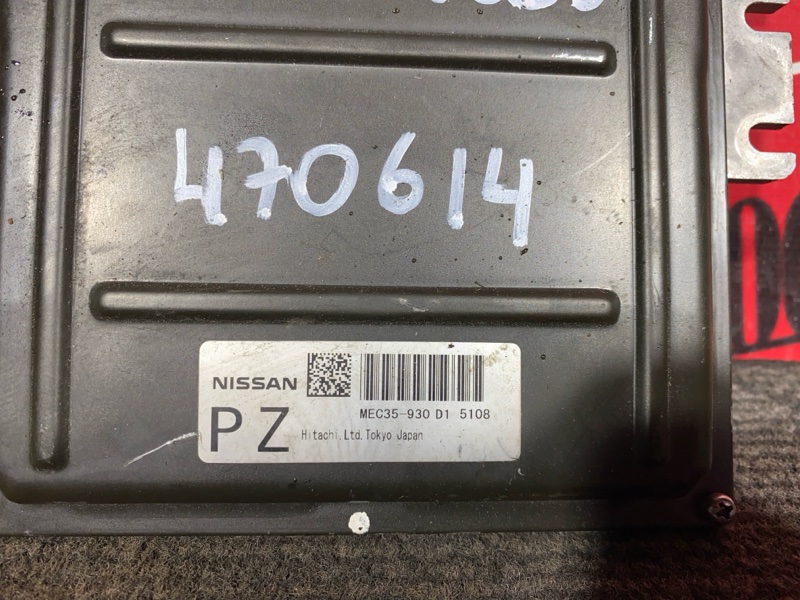 470614
NISSAN
MEC35-930 D1 5108
PZ
Hitachi,Ltd.Tokyo Japan